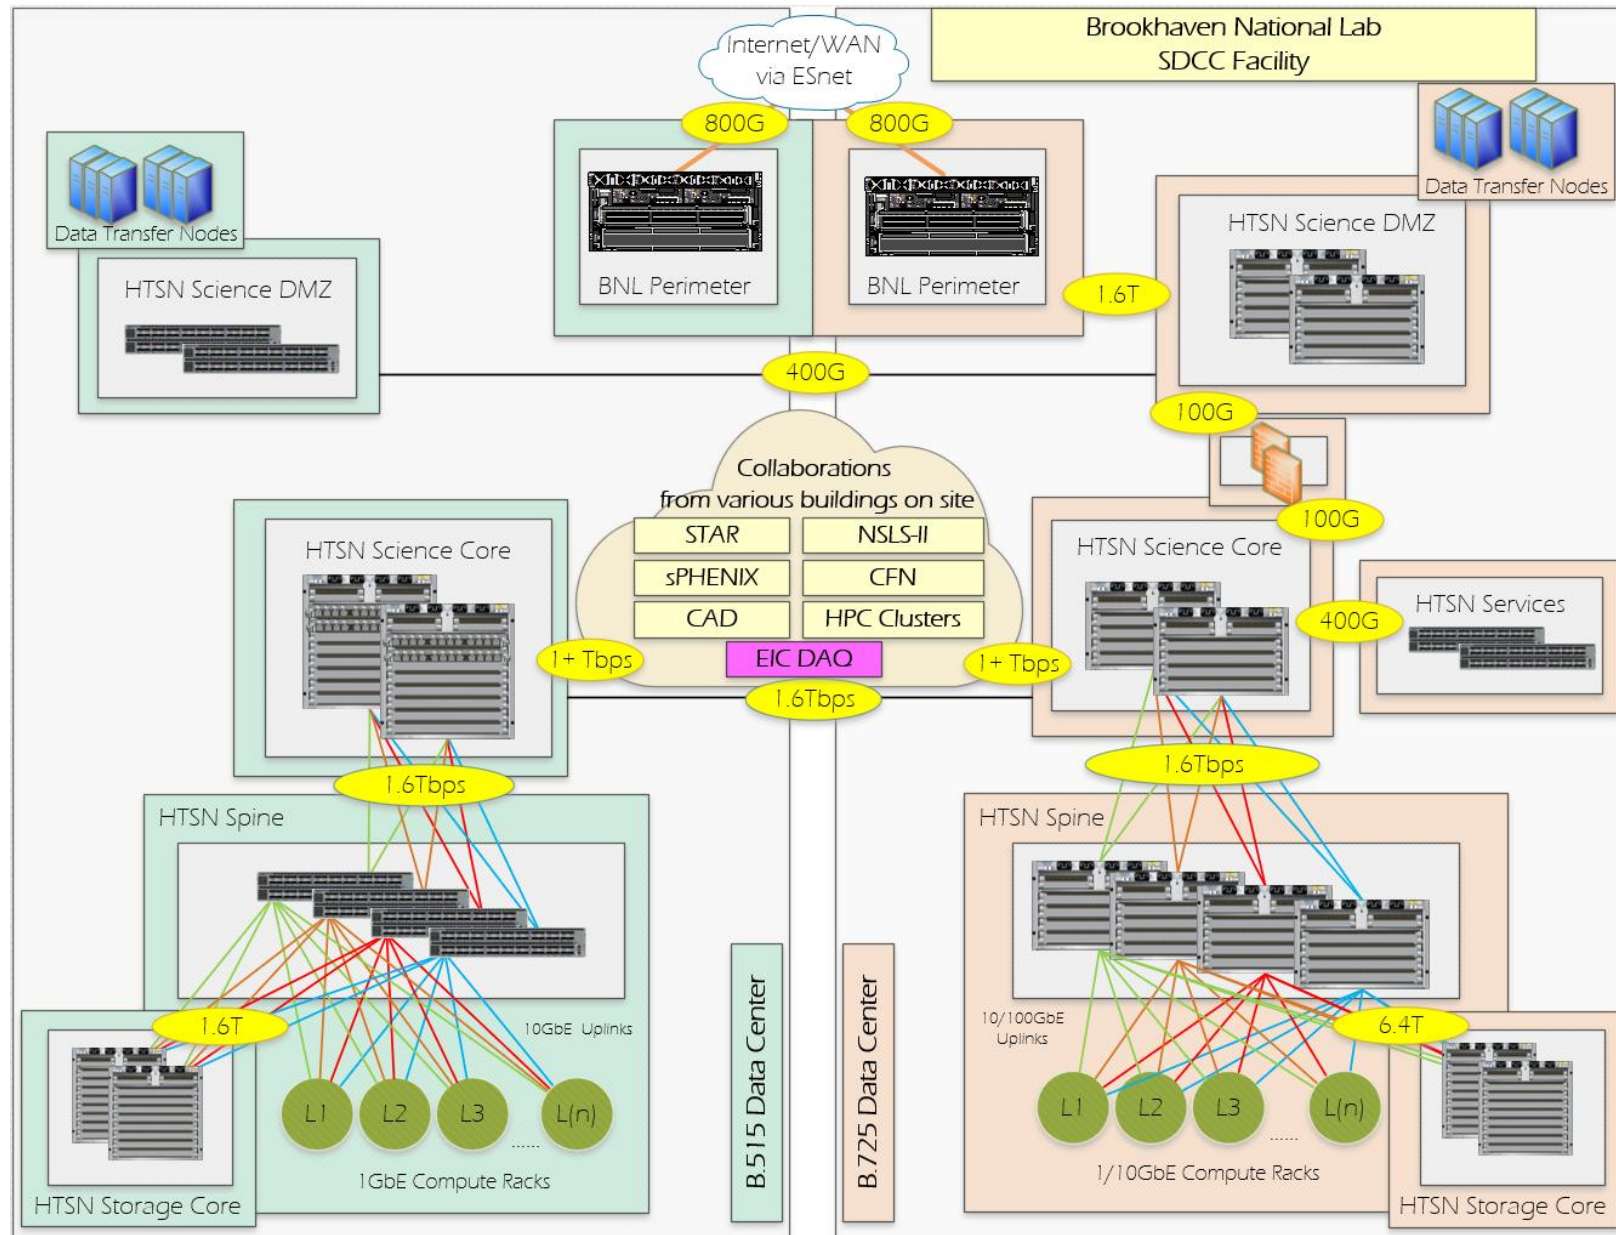 Internet/WAN
via ESnet
Brookhaven National Lab
SDCC Facility
800G
800G
Data Transfer Nodes
Data Transfer Nodes
BNL Perimeter
BNL Perimeter
HTSN Science DMZ
1.6T
HTSN Science DMZ
400G
100G
Collaborations
from various buildings on site
STAR
NSLS-II
sPHENIX
CFN
CAD
HPC Clusters
EIC DAQ
1+ Tbps
1+ Tbps
1.6Tbps
100G
HTSN Science Core
HTSN Science Core
400G
HTSN Services
1.6Tbps
1.6Tbps
HTSN Spine
HTSN Spine
1.6T
10GbE Uplinks
10/100GbE
Uplinks
6.4T
L1
L2
L3
......
L(n)
L1
L2
L3
......
L(n)
1GbE Compute Racks
1/10GbE Compute Racks
HTSN Storage Core
HTSN Storage Core
B.515 Data Center
B.725 Data Center